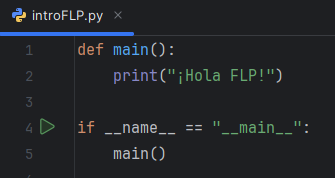 introFLP.py
1 def main():
2     print("¡Hola FLP!")
3
4 if __name__ == "__main__":
5     main()